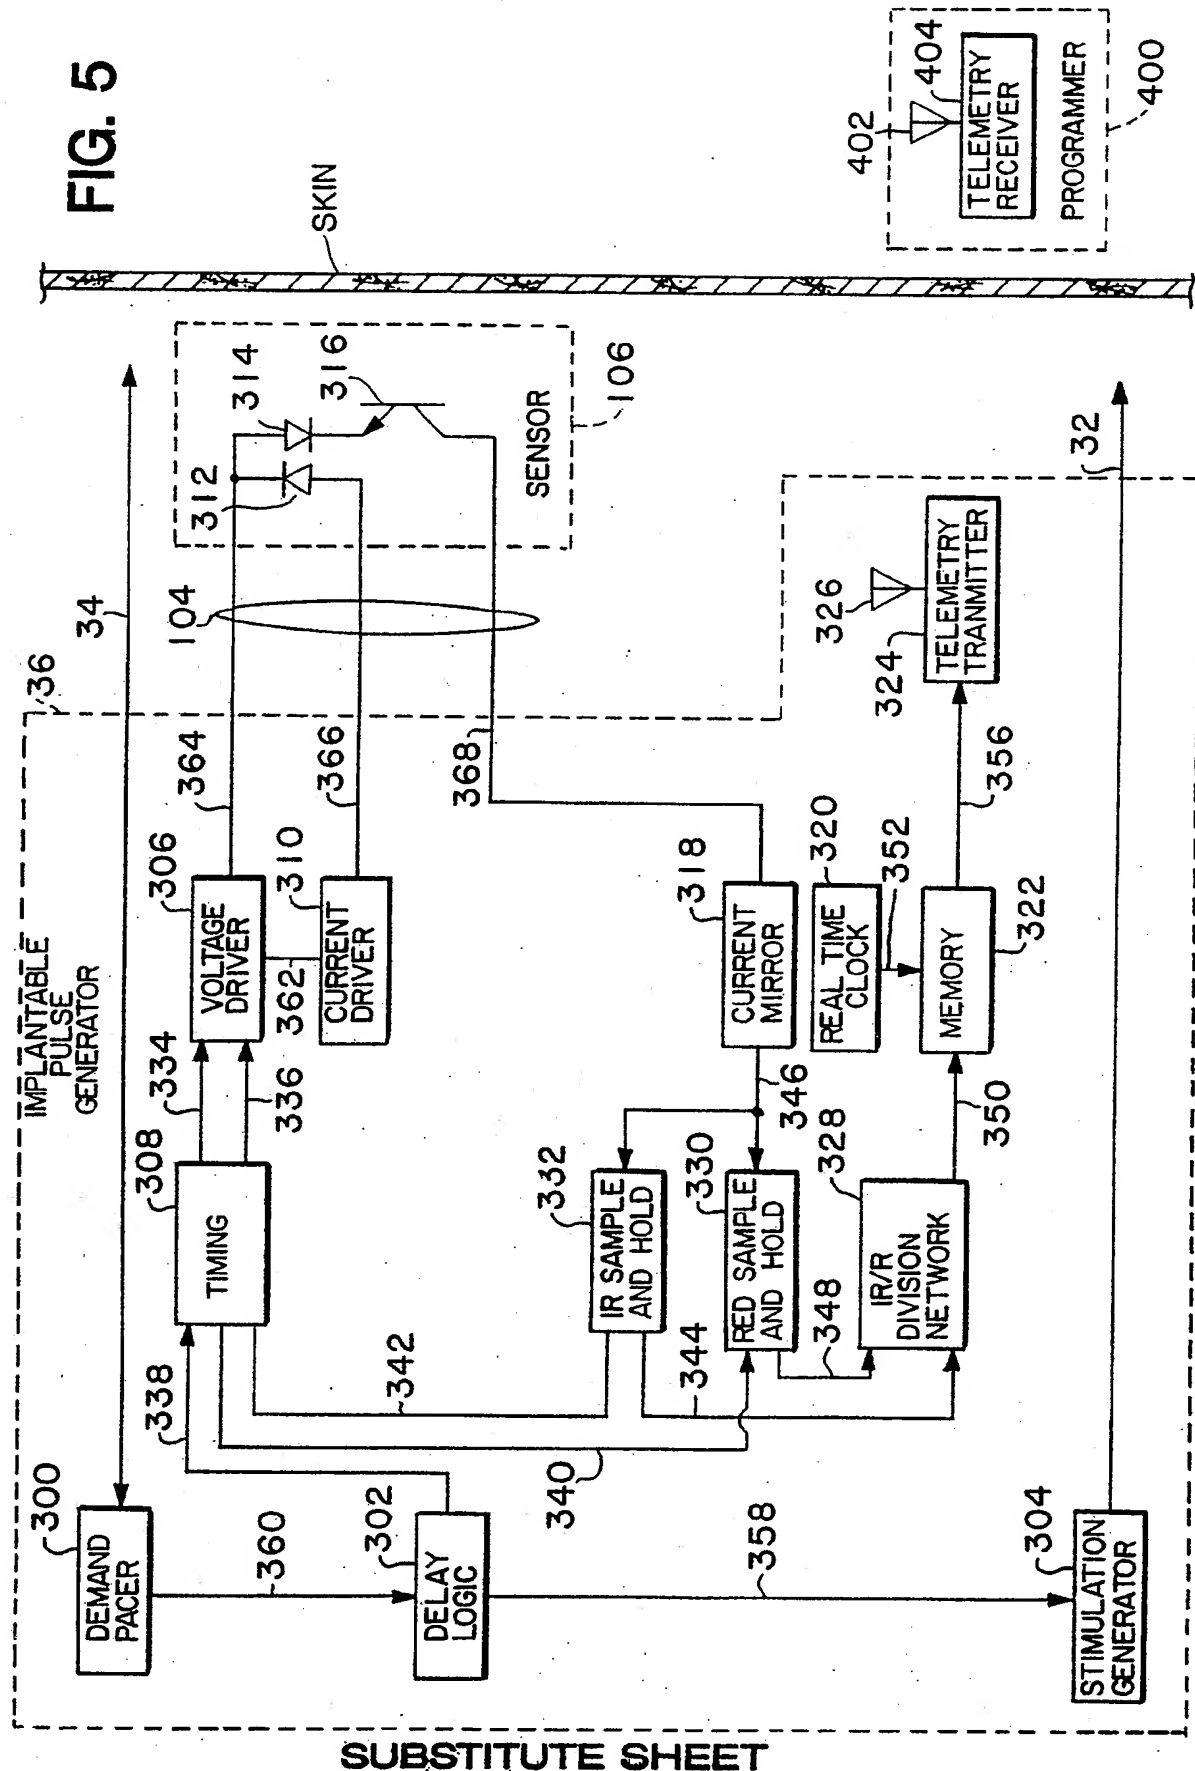 FIG. 5
IMPLANTABLE
PULSE
GENERATOR
36
34
300
DEMAND
PACER
360
338
302
DELAY
LOGIC
358
304
STIMULATION
GENERATOR
32
308
TIMING
334
336
306
VOLTAGE
DRIVER
364
362
310
CURRENT
DRIVER
366
104
312
314
316
SENSOR
106
SKIN
368
342
340
332
IR SAMPLE
AND HOLD
344
330
RED SAMPLE
AND HOLD
348
346
318
CURRENT
MIRROR
328
IR/R
DIVISION
NETWORK
350
320
REAL TIME
CLOCK
352
MEMORY
322
356
324
326
TELEMETRY
TRANMITTER
402
404
TELEMETRY
RECEIVER
PROGRAMMER
400
SUBSTITUTE SHEET